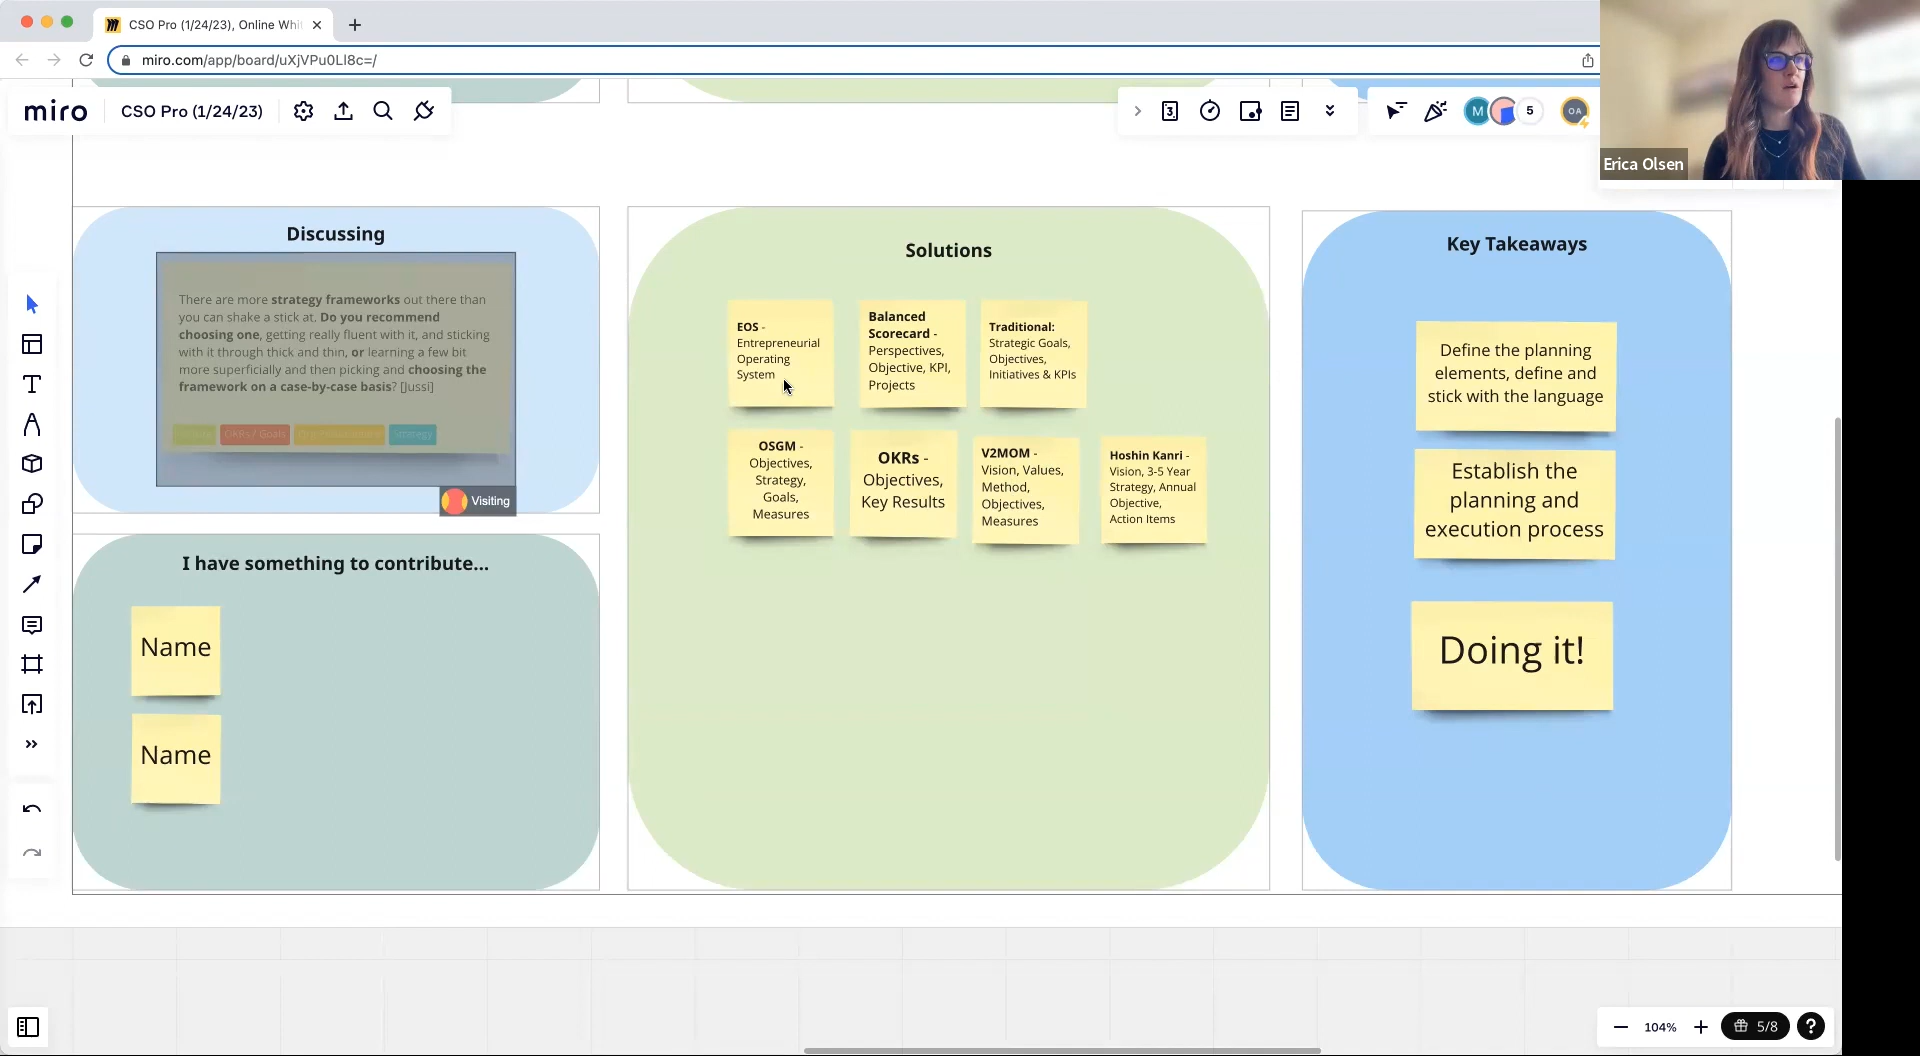 CSO Pro (1/24/23), Online Whi
miro.com/app/board/uXjVPu0LI8c=/
miro
CSO Pro (1/24/23)
3
M
5
OA
Erica Olsen
Discussing
There are more strategy frameworks out there than
you can shake a stick at. Do you recommend
choosing one, getting really fluent with it, and sticking
with it through thick and thin, or learning a few bit
more superficially and then picking and choosing the
framework on a case-by-case basis? [Jussi]
OKRs / Goals
Strategy
Visiting
I have something to contribute...
Name
Name
Solutions
EOS -
Entrepreneurial
Operating
System
Balanced
Scorecard -
Perspectives,
Objective, KPI,
Projects
Traditional:
Strategic Goals,
Objectives,
Initiatives & KPIs
OSGM -
Objectives,
Strategy,
Goals,
Measures
OKRs -
Objectives,
Key Results
V2MOM -
Vision, Values,
Method,
Objectives,
Measures
Hoshin Kanri -
Vision, 3-5 Year
Strategy, Annual
Objective,
Action Items
Key Takeaways
Define the planning
elements, define and
stick with the language
Establish the
planning and
execution process
Doing it!
104%
5/8
?